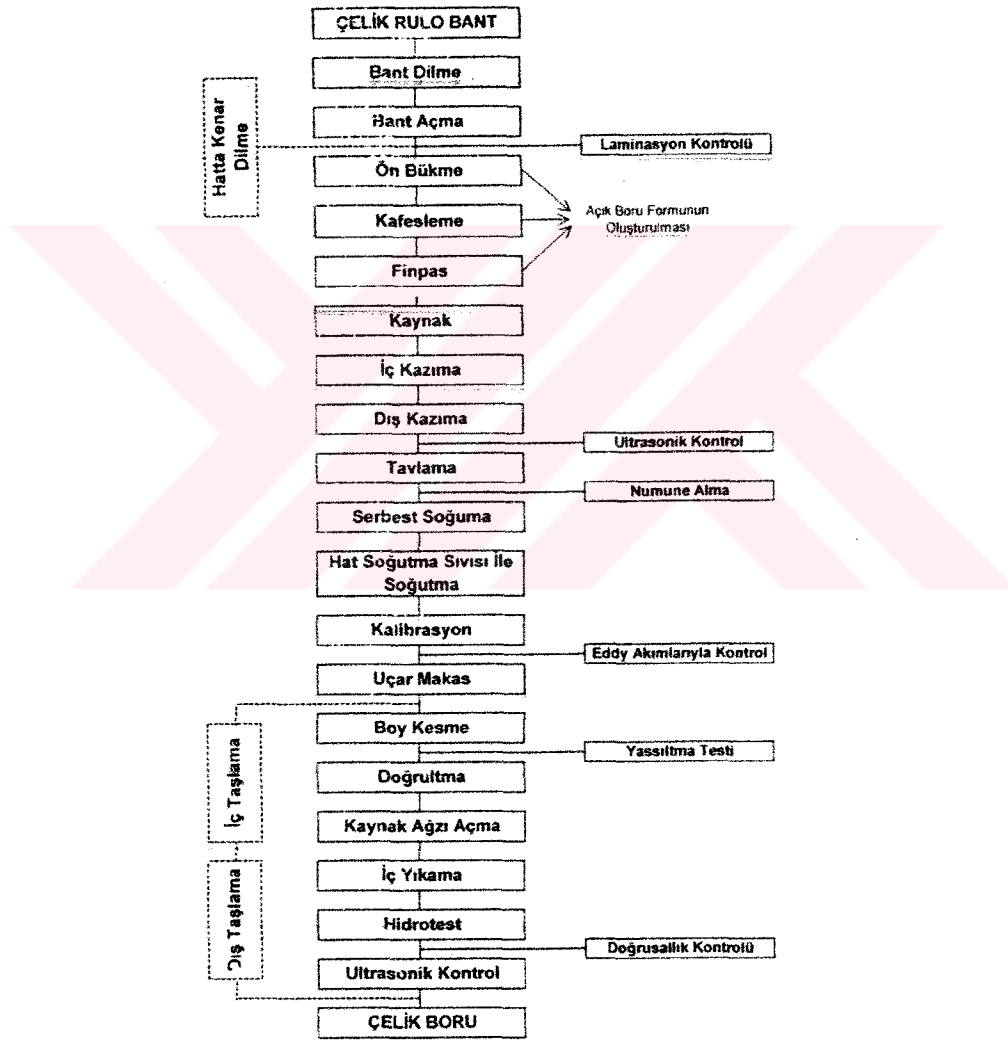 ÇELİK RULO BANT
Bant Dilme
Hatta Kenar
Dilme
Bant Açma
Laminasyon Kontrolü
Ön Bükme
Kafesleme
Açık Boru Formunun
Oluşturulması
Finpas
Kaynak
İç Kazıma
Dış Kazıma
Ultrasonik Kontrol
Tavlama
Numune Alma
Serbest Soğuma
Hat Soğutma Sıvısı İle
Soğutma
Kalibrasyon
Eddy Akımlarıyla Kontrol
Uçar Makas
Boy Kesme
Yassıltma Testi
İç Taşlama
Doğrultma
Kaynak Ağzı Açma
İç Yıkama
Dış Taşlama
Hidrotest
Doğrusallık Kontrolü
Ultrasonik Kontrol
ÇELİK BORU